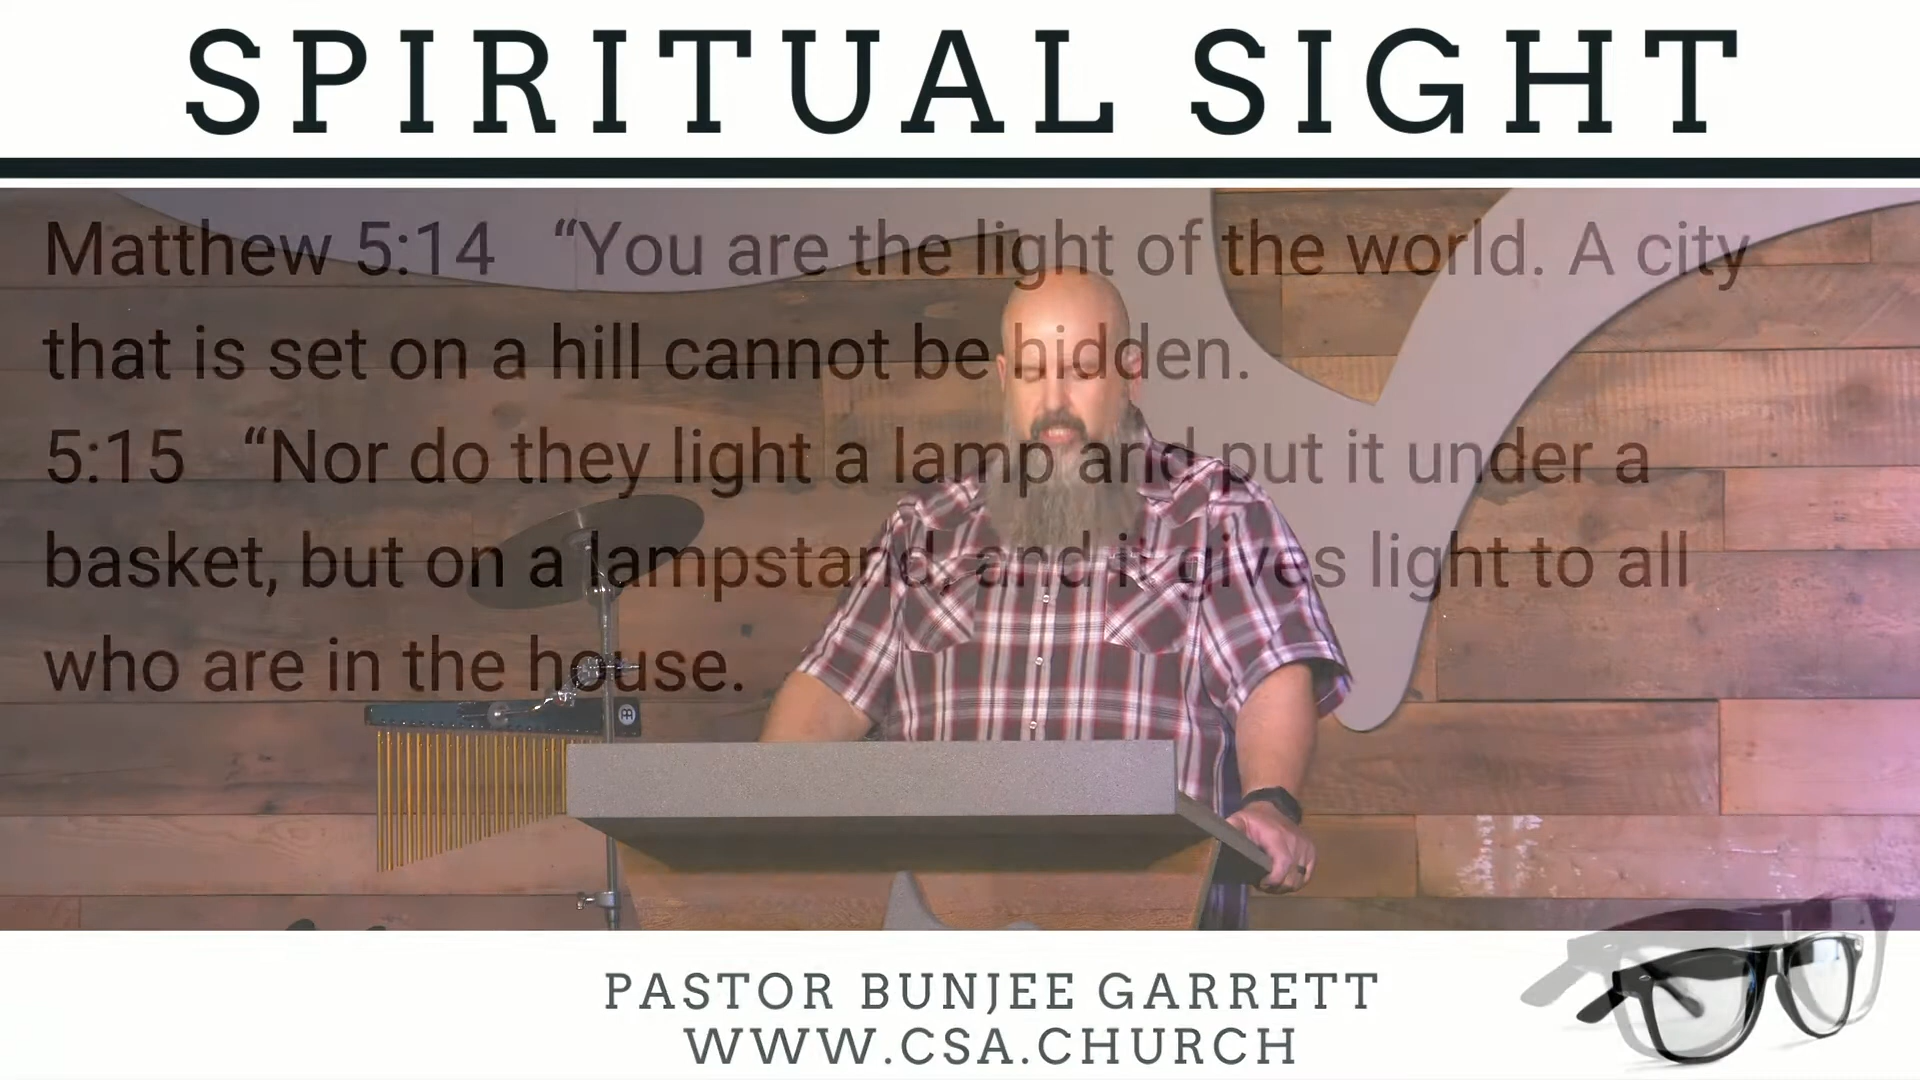 SPIRITUAL SIGHT
Matthew 5:14 “You are the light of the world. A city
that is set on a hill cannot be hidden.
5:15 “Nor do they light a lamp and put it under a
basket, but on a lampstand, and it gives light to all
who are in the house.
PASTOR BUNJEE GARRETT
WWW.CSA.CHURCH